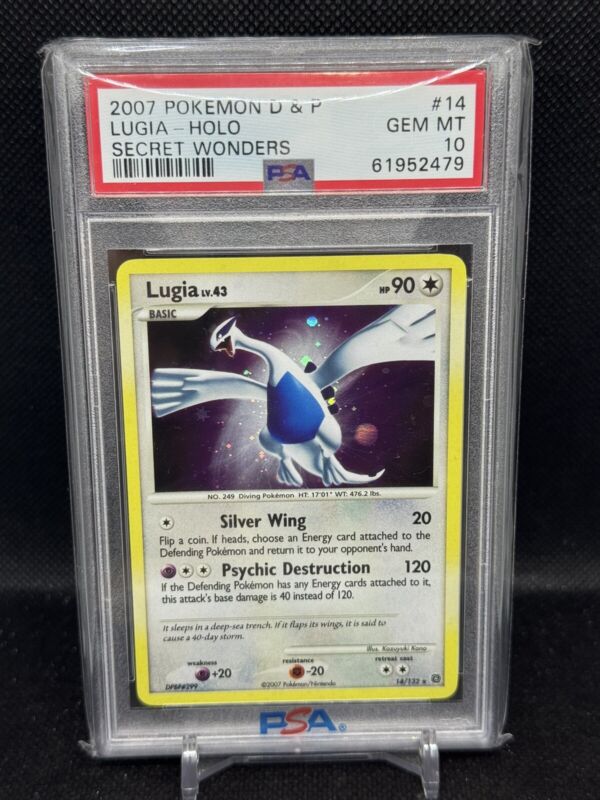 2007 POKEMON D & P #14
LUGIA - HOLO GEM MT
SECRET WONDERS 10
PSA 61952479
Lugia LV.43 HP 90
BASIC
NO. 249 Diving Pokémon HT: 17'01" WT: 476.2 lbs.
Silver Wing 20
Flip a coin. If heads, choose an Energy card attached to the
Defending Pokémon and return it to your opponent's hand.
Psychic Destruction 120
If the Defending Pokémon has any Energy cards attached to it,
this attack's base damage is 40 instead of 120.
It sleeps in a deep-sea trench. If it flaps its wings, it is said to
cause a 40-day storm.
Illus. Kazuyuki Kano
weakness resistance retreat cost
+20 -20
DPBP#299 ©2007 Pokémon/Nintendo 14/132
PSA®